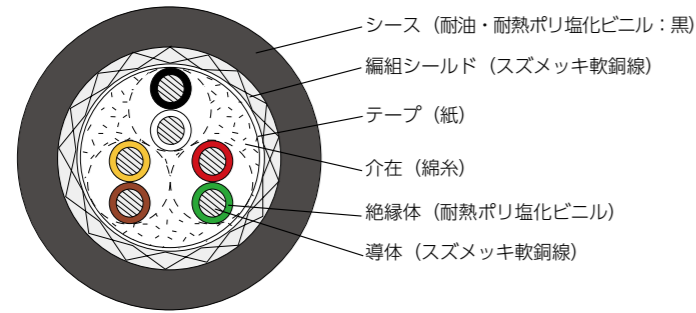 シース（耐油・耐熱ポリ塩化ビニル：黒）
編組シールド（スズメッキ軟銅線）
テープ（紙）
介在（綿糸）
絶縁体（耐熱ポリ塩化ビニル）
導体（スズメッキ軟銅線）